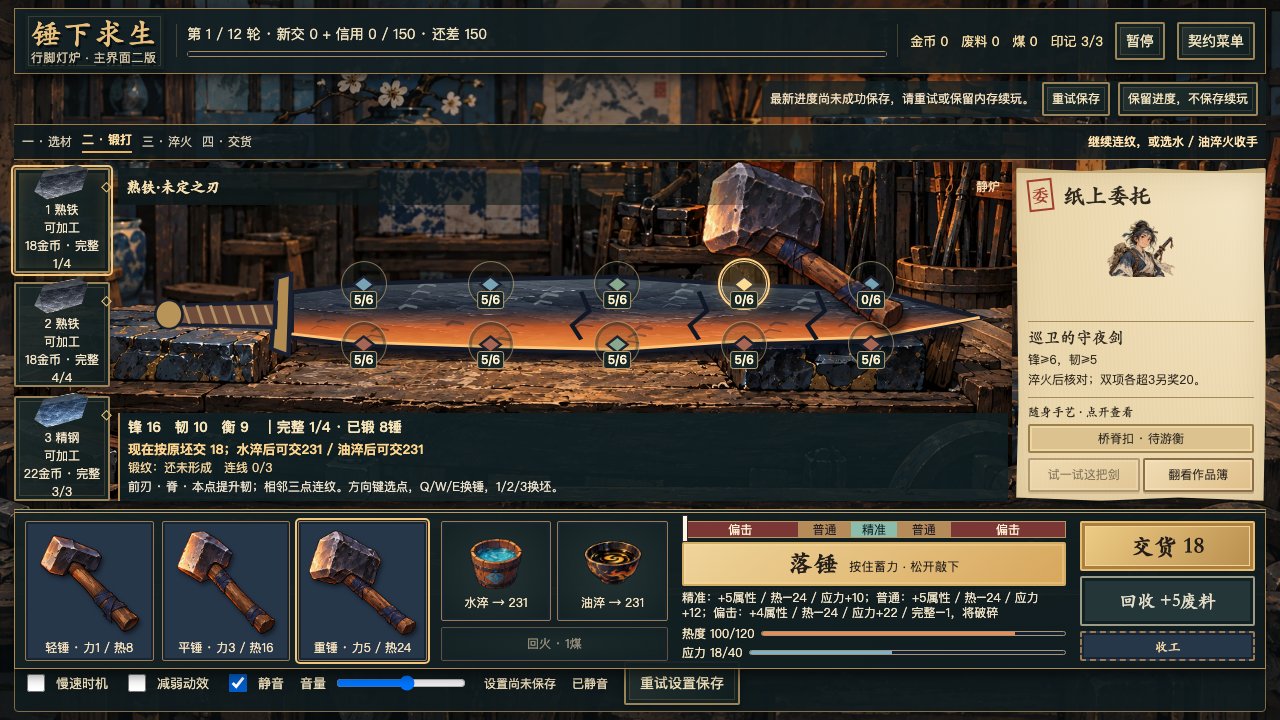 锤下求生
行脚灯炉·主界面二版
第 1 / 12 轮 · 新交 0 + 信用 0 / 150 · 还差 150
金币 0 废料 0 煤 0 印记 3/3
暂停
契约菜单
最新进度尚未成功保存，请重试或保留内存续玩。
重试保存
保留进度，不保存续玩
一 · 选材 二 · 锻打 三 · 淬火 四 · 交货
继续连纹，或选水 / 油淬火收手
1 熟铁
可加工
18金币 · 完整
1/4
2 熟铁
可加工
18金币 · 完整
4/4
3 精钢
可加工
22金币 · 完整
3/3
熟铁·未定之刃
静炉
5/6 5/6 5/6 0/6 0/6
5/6 5/6 5/6 5/6 5/6
锋 16 韧 10 衡 9 | 完整 1/4 · 已锻 8锤
现在按原坯交 18；水淬后可交231 / 油淬后可交231
锻纹：还未形成 连线 0/3
前刃 · 脊 · 本点提升韧；相邻三点连纹。方向键选点，Q/W/E换锤，1/2/3换坯。
委
纸上委托
巡卫的守夜剑
锋≥6，韧≥5
淬火后核对；双项各超3另奖20。
随身手艺 · 点开查看
桥脊扣 · 待游衡
试一试这把剑
翻看作品簿
轻锤 · 力1 / 热8
平锤 · 力3 / 热16
重锤 · 力5 / 热24
水淬 → 231
油淬 → 231
回火 · 1煤
偏击 普通 精准 普通 偏击
落锤 按住蓄力 · 松开敲下
精准：+5属性 / 热−24 / 应力+10；普通：+5属性 / 热−24 / 应力
+12；偏击：+4属性 / 热−24 / 应力+22 / 完整−1，将破碎
热度 100/120
应力 18/40
交货 18
回收 +5废料
收工
慢速时机 减弱动效 静音 音量 设置尚未保存 已静音 重试设置保存